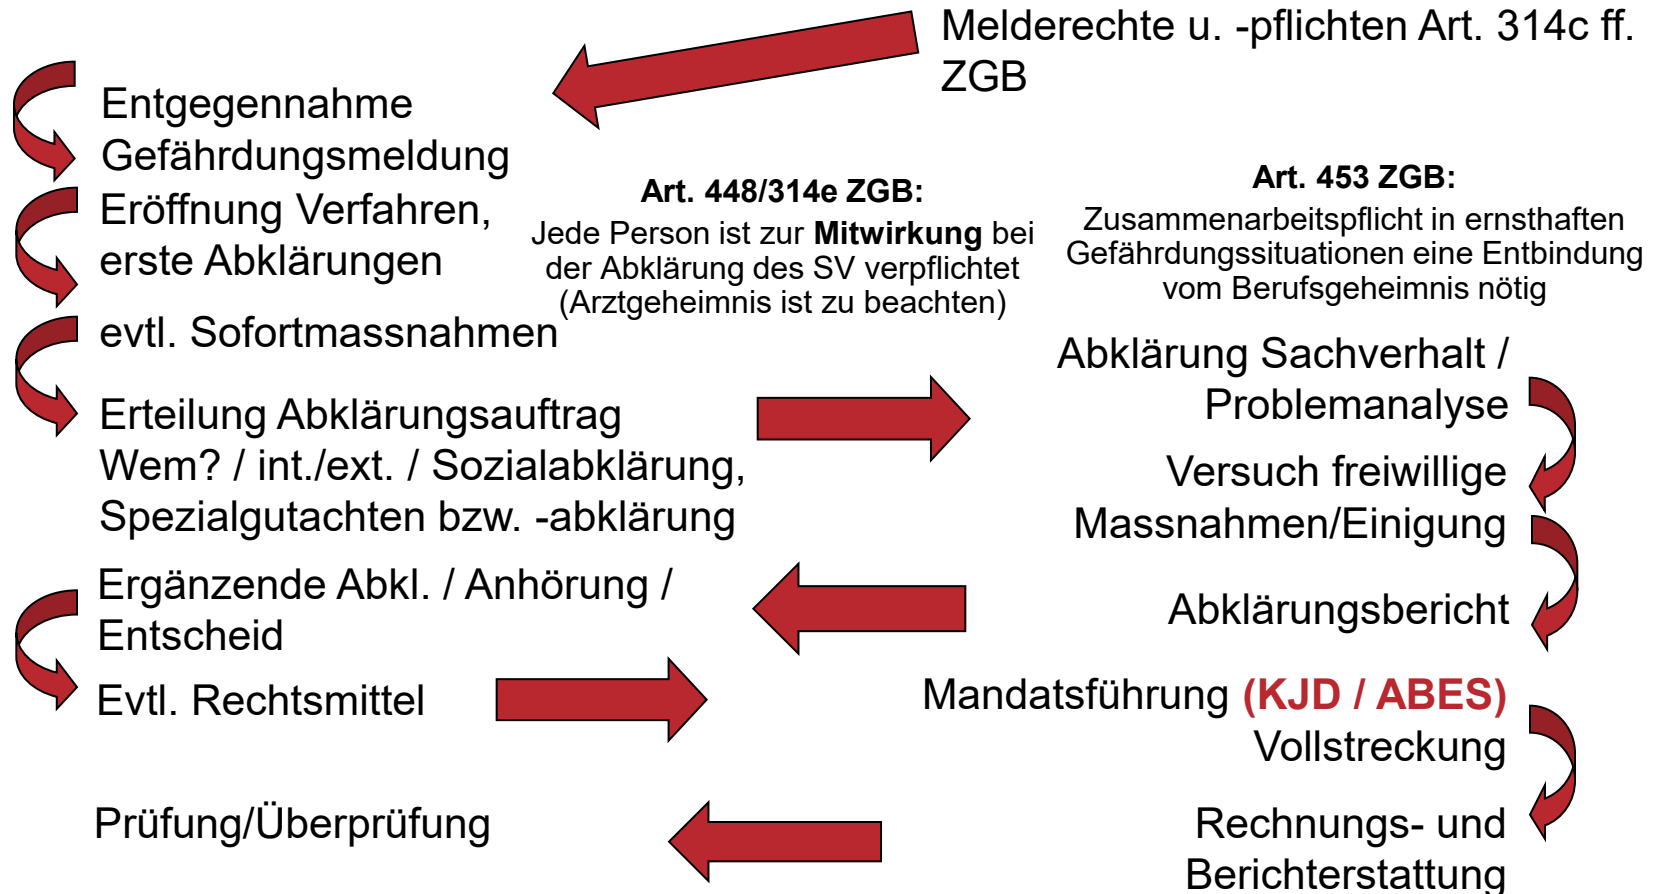 Melderechte u. -pflichten Art. 314c ff.
ZGB
Entgegennahme
Gefährdungsmeldung
Eröffnung Verfahren,
erste Abklärungen
evtl. Sofortmassnahmen
Art. 448/314e ZGB:
Jede Person ist zur Mitwirkung bei
der Abklärung des SV verpflichtet
(Arztgeheimnis ist zu beachten)
Art. 453 ZGB:
Zusammenarbeitspflicht in ernsthaften
Gefährdungssituationen eine Entbindung
vom Berufsgeheimnis nötig
Erteilung Abklärungsauftrag
Wem? / int./ext. / Sozialabklärung,
Spezialgutachten bzw. -abklärung
Abklärung Sachverhalt /
Problemanalyse
Versuch freiwillige
Massnahmen/Einigung
Abklärungsbericht
Ergänzende Abkl. / Anhörung /
Entscheid
Evtl. Rechtsmittel
Mandatsführung (KJD / ABES)
Vollstreckung
Rechnungs- und
Berichterstattung
Prüfung/Überprüfung